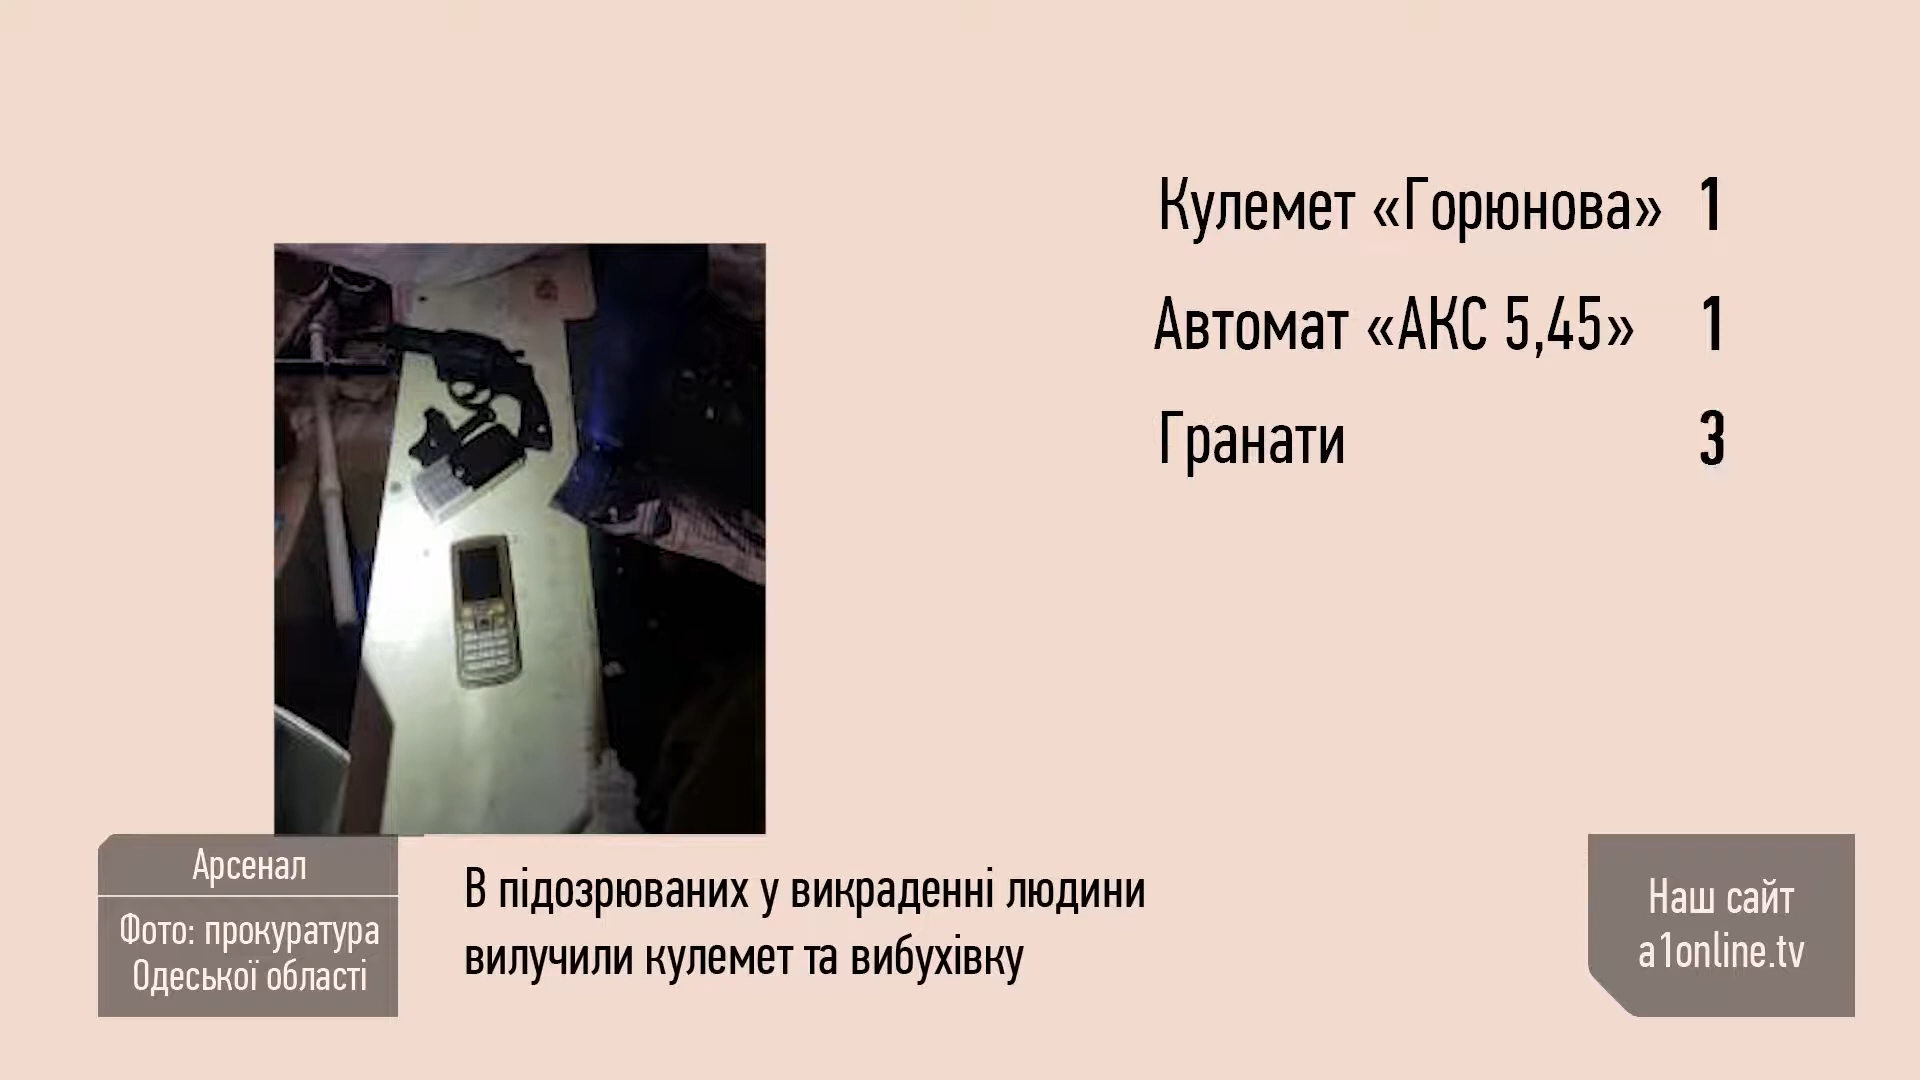 Кулемет «Горюнова» 1
Автомат «АКС 5,45» 1
Гранати 3
Арсенал
Фото: прокуратура
Одеської області
В підозрюваних у викраденні людини
вилучили кулемет та вибухівку
Наш сайт
a1online.tv